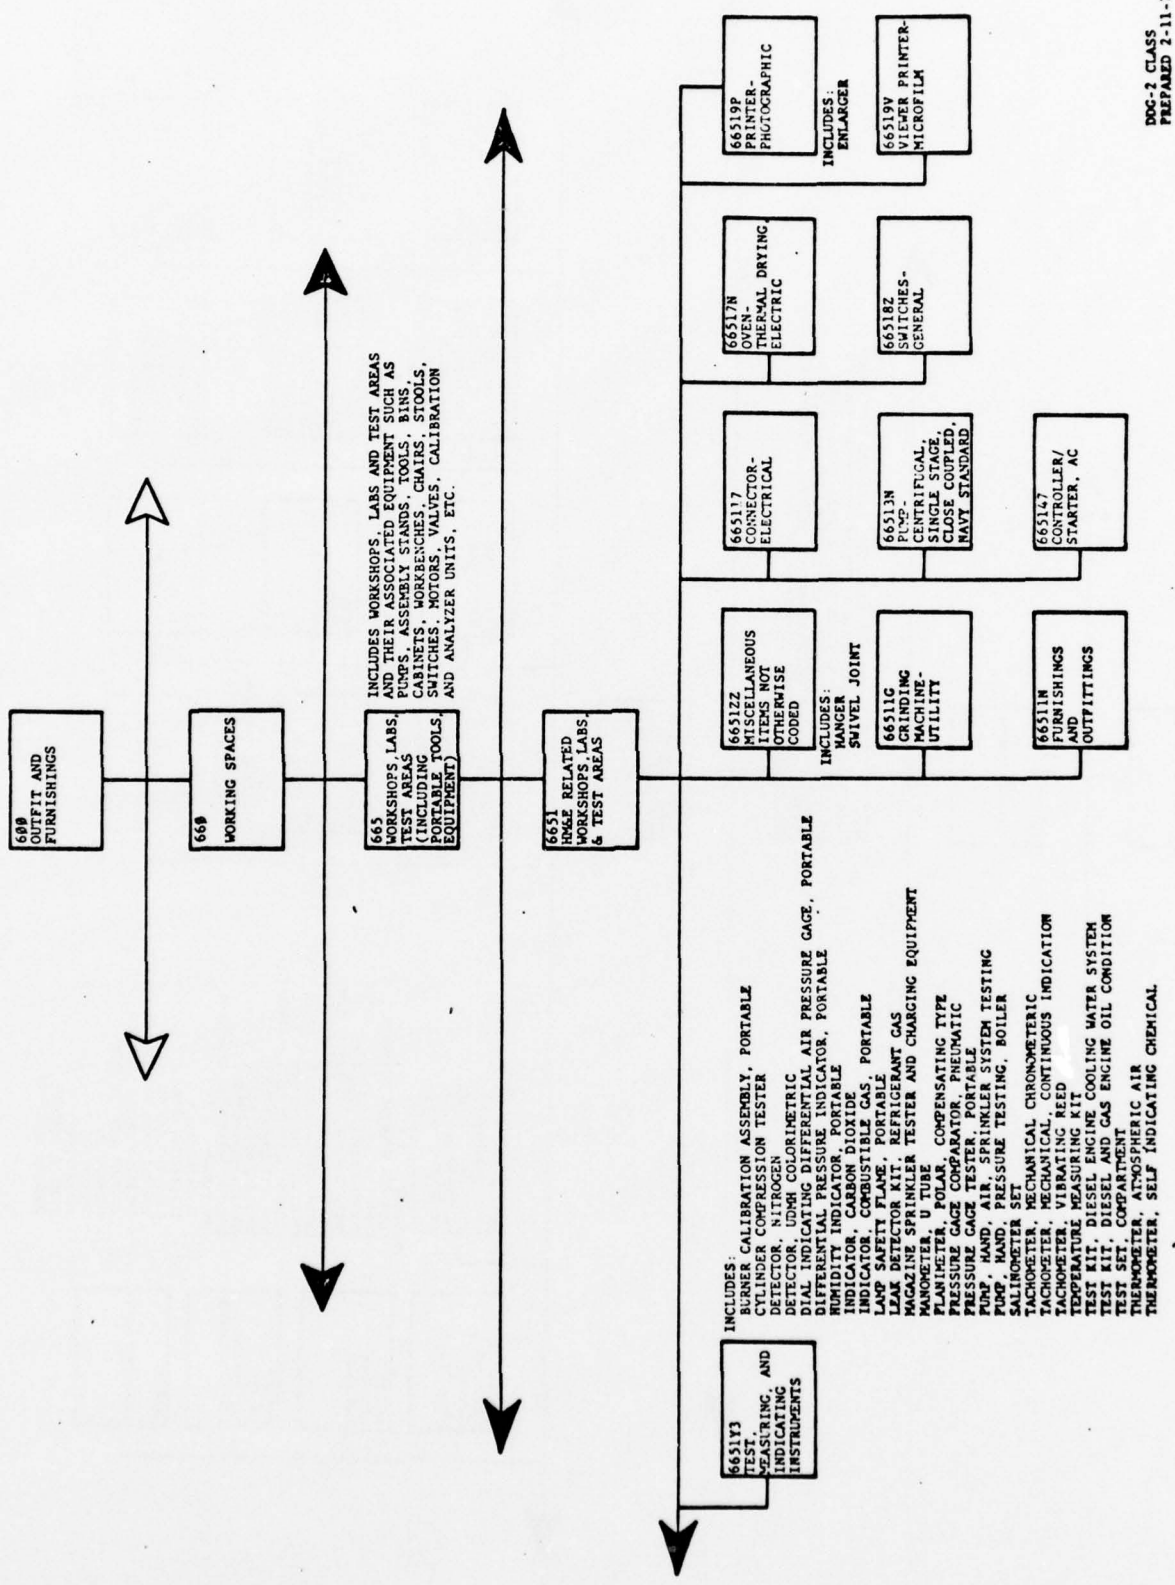 600
OUTFIT AND
FURNISHINGS
660
WORKING SPACES
665
WORKSHOPS, LABS,
TEST AREAS
(INCLUDING
PORTABLE TOOLS,
EQUIPMENT)
INCLUDES WORKSHOPS, LABS AND TEST AREAS
AND THEIR ASSOCIATED EQUIPMENT SUCH AS
PUMPS, ASSEMBLY STANDS, TOOLS, BINS,
CABINETS, WORKBENCHES, CHAIRS, STOOLS,
SWITCHES, MOTORS, VALVES, CALIBRATION
AND ANALYZER UNITS, ETC.
6651
HM&E RELATED
WORKSHOPS, LABS,
& TEST AREAS
6651Y3
TEST,
MEASURING, AND
INDICATING
INSTRUMENTS
INCLUDES:
BURNER CALIBRATION ASSEMBLY, PORTABLE
CYLINDER COMPRESSION TESTER
DETECTOR, NITROGEN
DETECTOR, UDMH COLORIMETRIC
DIAL INDICATING DIFFERENTIAL AIR PRESSURE GAGE, PORTABLE
DIFFERENTIAL PRESSURE INDICATOR, PORTABLE
HUMIDITY INDICATOR, PORTABLE
INDICATOR, CARBON DIOXIDE
INDICATOR, COMBUSTIBLE GAS, PORTABLE
LAMP SAFETY FLAME, PORTABLE
LEAK DETECTOR KIT, REFRIGERANT GAS
MAGAZINE SPRINKLER TESTER AND CHARGING EQUIPMENT
MANOMETER, U TUBE
PLANIMETER, POLAR, COMPENSATING TYPE
PRESSURE GAGE COMPARATOR, PNEUMATIC
PRESSURE GAGE TESTER, PORTABLE
PUMP, HAND, AIR, SPRINKLER SYSTEM TESTING
PUMP, HAND, PRESSURE TESTING, BOILER
SALINOMETER SET
TACHOMETER, MECHANICAL CHRONOMETERIC
TACHOMETER, MECHANICAL, CONTINUOUS INDICATION
TACHOMETER, VIBRATING REED
TEMPERATURE MEASURING KIT
TEST KIT, DIESEL ENGINE COOLING WATER SYSTEM
TEST KIT, DIESEL AND GAS ENGINE OIL CONDITION
TEST SET, COMPARTMENT
THERMOMETER, ATMOSPHERIC AIR
THERMOMETER, SELF INDICATING CHEMICAL
6651ZZ
MISCELLANEOUS
ITEMS NOT
OTHERWISE
CODED
INCLUDES:
HANGER
SWIVEL JOINT
66511G
GRINDING
MACHINE-
UTILITY
66511N
FURNISHINGS
AND
OUTFITTINGS
665117
CONNECTOR-
ELECTRICAL
66513N
PUMP-
CENTRIFUGAL,
SINGLE STAGE,
CLOSE COUPLED,
NAVY STANDARD
665147
CONTROLLER/
STARTER, AC
66517N
OVEN-
THERMAL DRYING,
ELECTRIC
66518Z
SWITCHES-
GENERAL
66519P
PRINTER-
PHOTOGRAPHIC
INCLUDES:
ENLARGER
66519V
VIEWER PRINTER-
MICROFILM
DDG-2 CLASS
PREPARED 2-11-